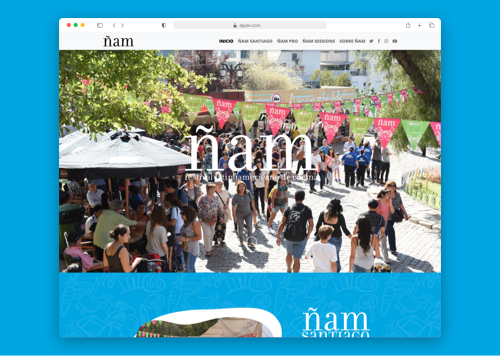 apple.com
ñam
INICIO ÑAM SANTIAGO ÑAM PRO ÑAM SESSIONS SOBRE ÑAM
ñam
festival latinoamericano de cocina
ñam
santiago